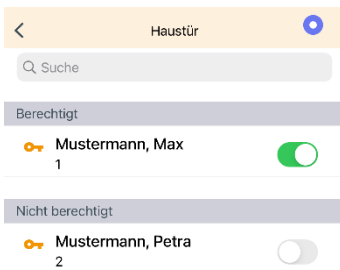 Haustür
Suche
Berechtigt
Mustermann, Max
1
Nicht berechtigt
Mustermann, Petra
2